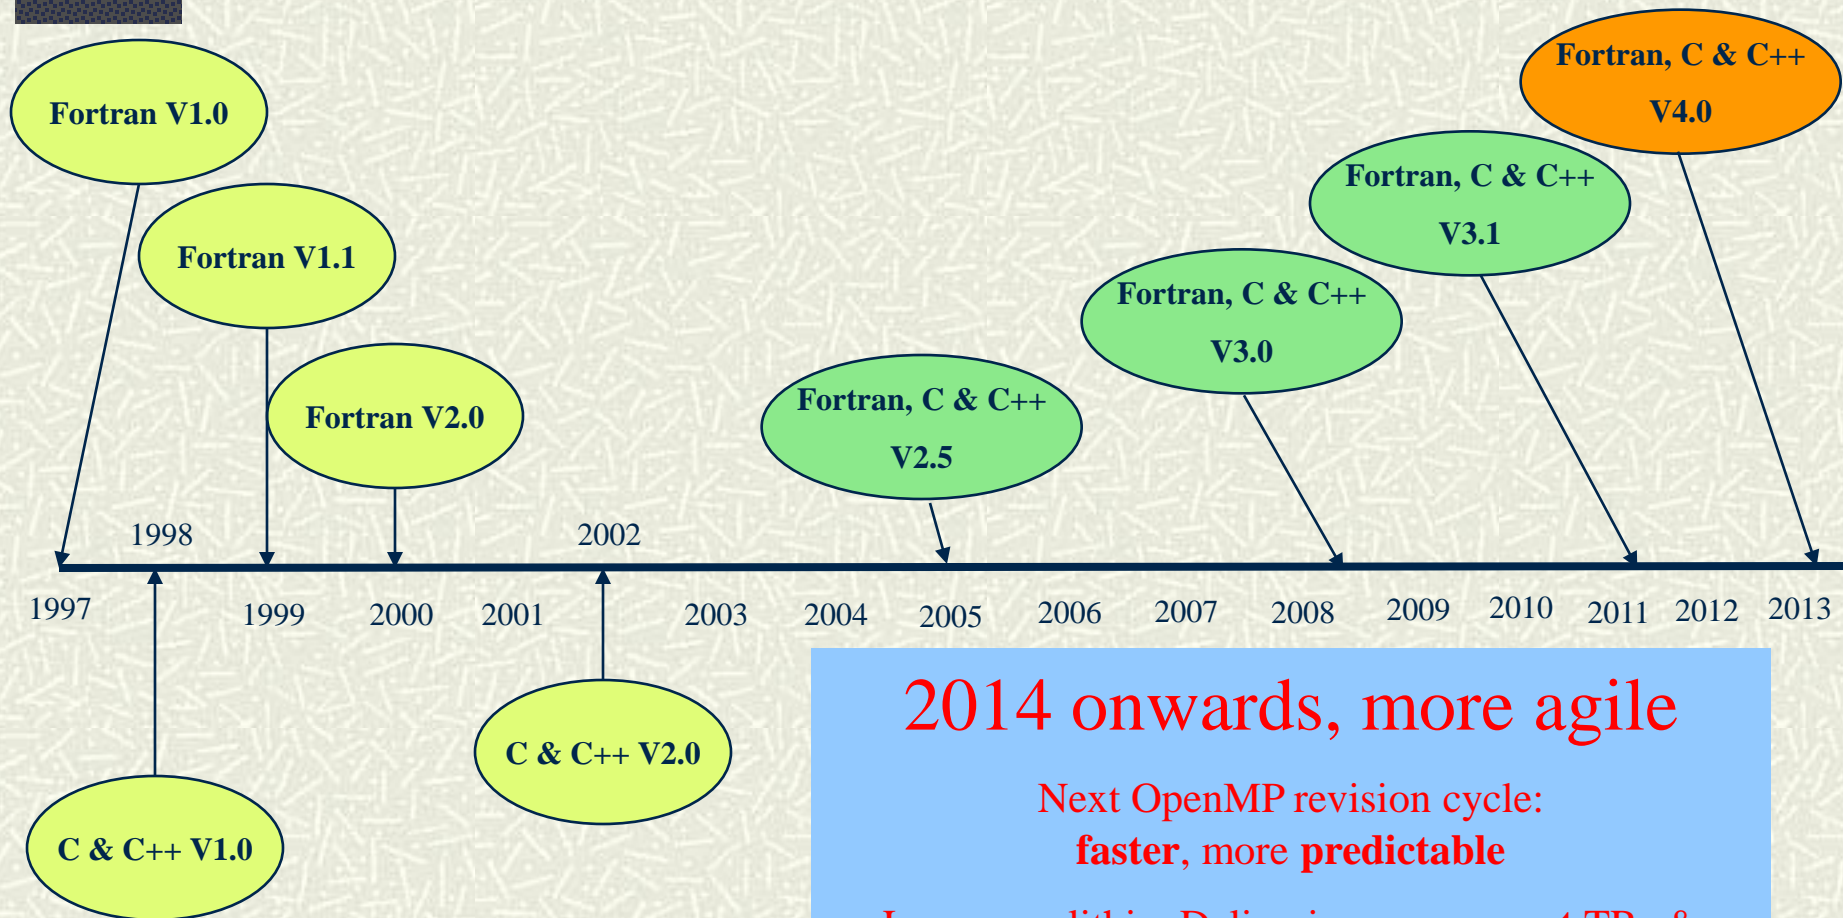 Fortran V1.0
Fortran V1.1
Fortran V2.0
Fortran, C & C++
V2.5
Fortran, C & C++
V3.0
Fortran, C & C++
V3.1
Fortran, C & C++
V4.0
1998
2002
1997
1999
2000
2001
2003
2004
2005
2006
2007
2008
2009
2010
2011
2012
2013
C & C++ V1.0
C & C++ V2.0
2014 onwards, more agile
Next OpenMP revision cycle:
faster, more predictable